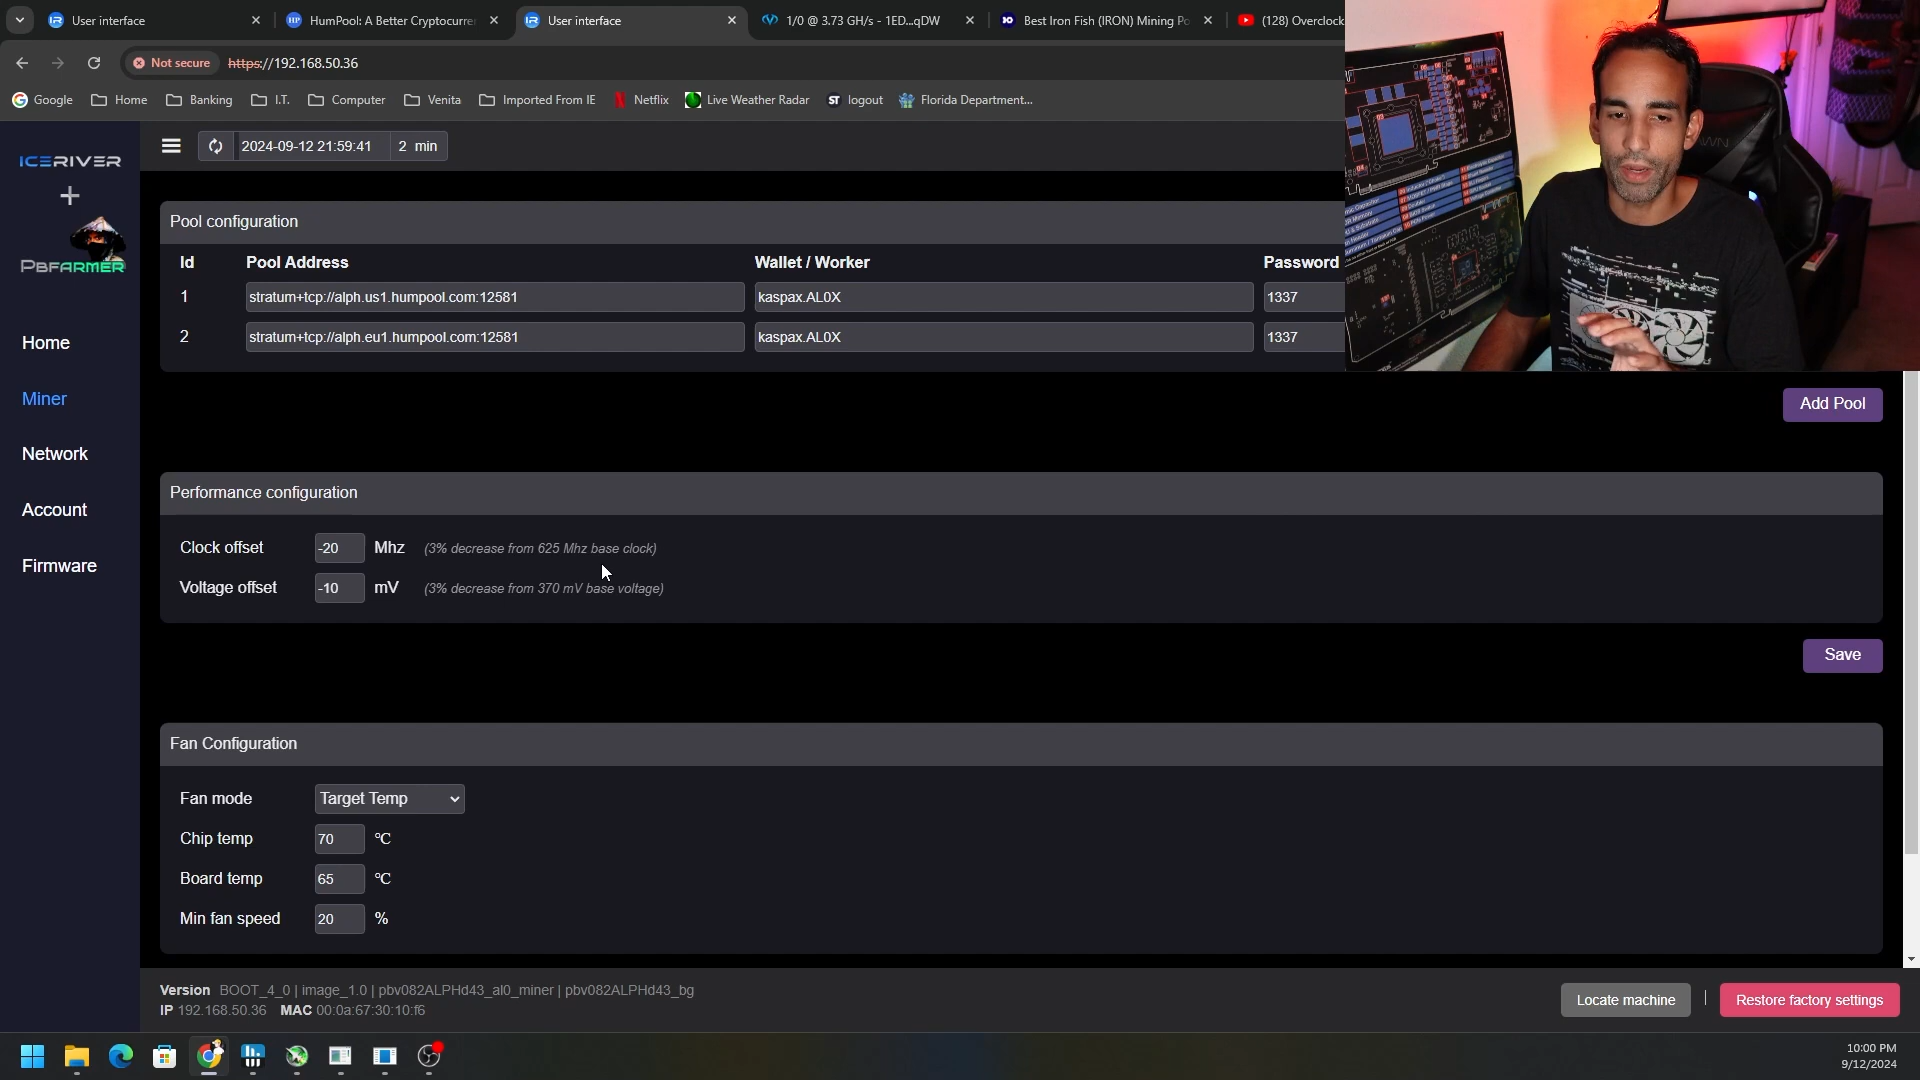 User interface
HumPool: A Better Cryptocurre
User interface
1/0 @ 3.73 GH/s - 1ED...qDW
Best Iron Fish (IRON) Mining Po
(128) Overclock
Not secure
https://192.168.50.36
Google
Home
Banking
I.T.
Computer
Venita
Imported From IE
Netflix
Live Weather Radar
ST logout
Florida Department...
ICERIVER
+
PBFARMER
2024-09-12 21:59:41 2 min
Home
Miner
Network
Account
Firmware
Pool configuration
Id Pool Address Wallet / Worker Password
1 stratum+tcp://alph.us1.humpool.com:12581 kaspax.AL0X 1337
2 stratum+tcp://alph.eu1.humpool.com:12581 kaspax.AL0X 1337
Add Pool
Performance configuration
Clock offset -20 Mhz (3% decrease from 625 Mhz base clock)
Voltage offset -10 mV (3% decrease from 370 mV base voltage)
Save
Fan Configuration
Fan mode Target Temp
Chip temp 70 °C
Board temp 65 °C
Min fan speed 20 %
Version BOOT_4_0 | image_1.0 | pbv082ALPHd43_al0_miner | pbv082ALPHd43_bg
IP 192.168.50.36 MAC 00:0a:67:30:10:f6
Locate machine
Restore factory settings
10:00 PM
9/12/2024